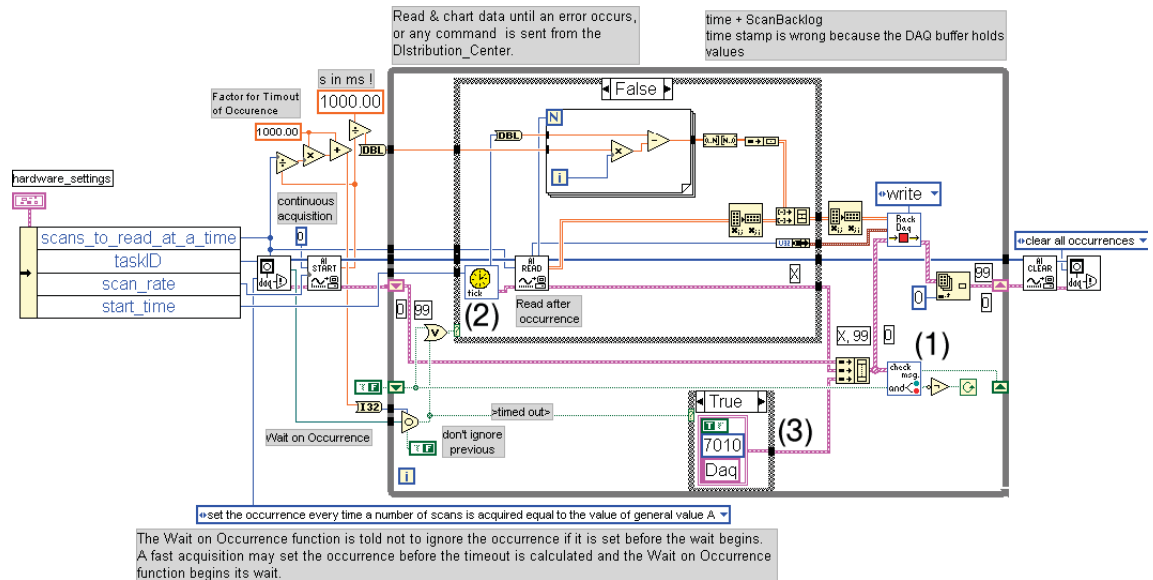 Read & chart data until an error occurs,
or any command is sent from the
DIstribution_Center.
time + ScanBacklog
time stamp is wrong because the DAQ buffer holds
values
s in ms !
1000.00
Factor for Timout
of Occurence
1000.00
DBL
False
N
DBL
i
hardware_settings
continuous
acquisition
0
scans_to_read_at_a_time
taskID
scan_rate
start_time
AI
START
tick
(2)
AI
READ
Read after
occurrence
U32
X
write
Rack
Daq
0
99
0
clear all occurrences
AI
CLEAR
0
99
V
X, 99
0
(1)
check
msg.
and
F
I32
Wait on Occurrence
F
don't ignore
previous
>timed out>
True
T
7010
Daq
(3)
i
set the occurrence every time a number of scans is acquired equal to the value of general value A
The Wait on Occurrence function is told not to ignore the occurrence if it is set before the wait begins.
A fast acquisition may set the occurrence before the timeout is calculated and the Wait on Occurrence
function begins its wait.